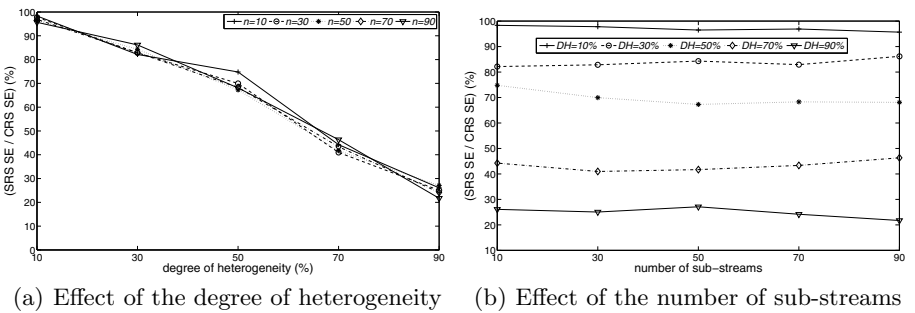 (SRS SE / CRS SE) (%)
100
90
80
70
60
50
40
30
20
10
0
n=10 n=30 n=50 n=70 n=90
10 30 50 70 90
degree of heterogeneity (%)
(a) Effect of the degree of heterogeneity
(SRS SE / CRS SE) (%)
100
90
80
70
60
50
40
30
20
10
DH=10% DH=30% DH=50% DH=70% DH=90%
10 30 50 70 90
number of sub-streams
(b) Effect of the number of sub-streams